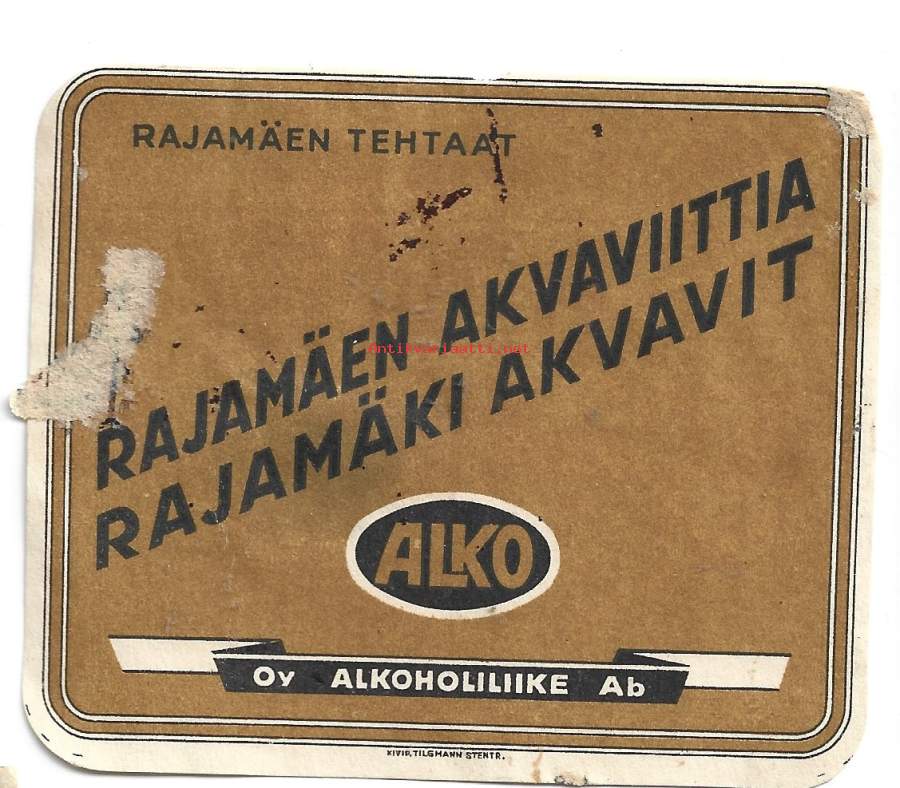 RAJAMÄEN TEHTAAT
RAJAMÄEN AKVAVIITTIA
RAJAMÄKI AKVAVIT
Antikvariaatti.net
ALKO
Oy ALKOHOLILIIKE Ab
KIVIP. TILGMANN STENTR.